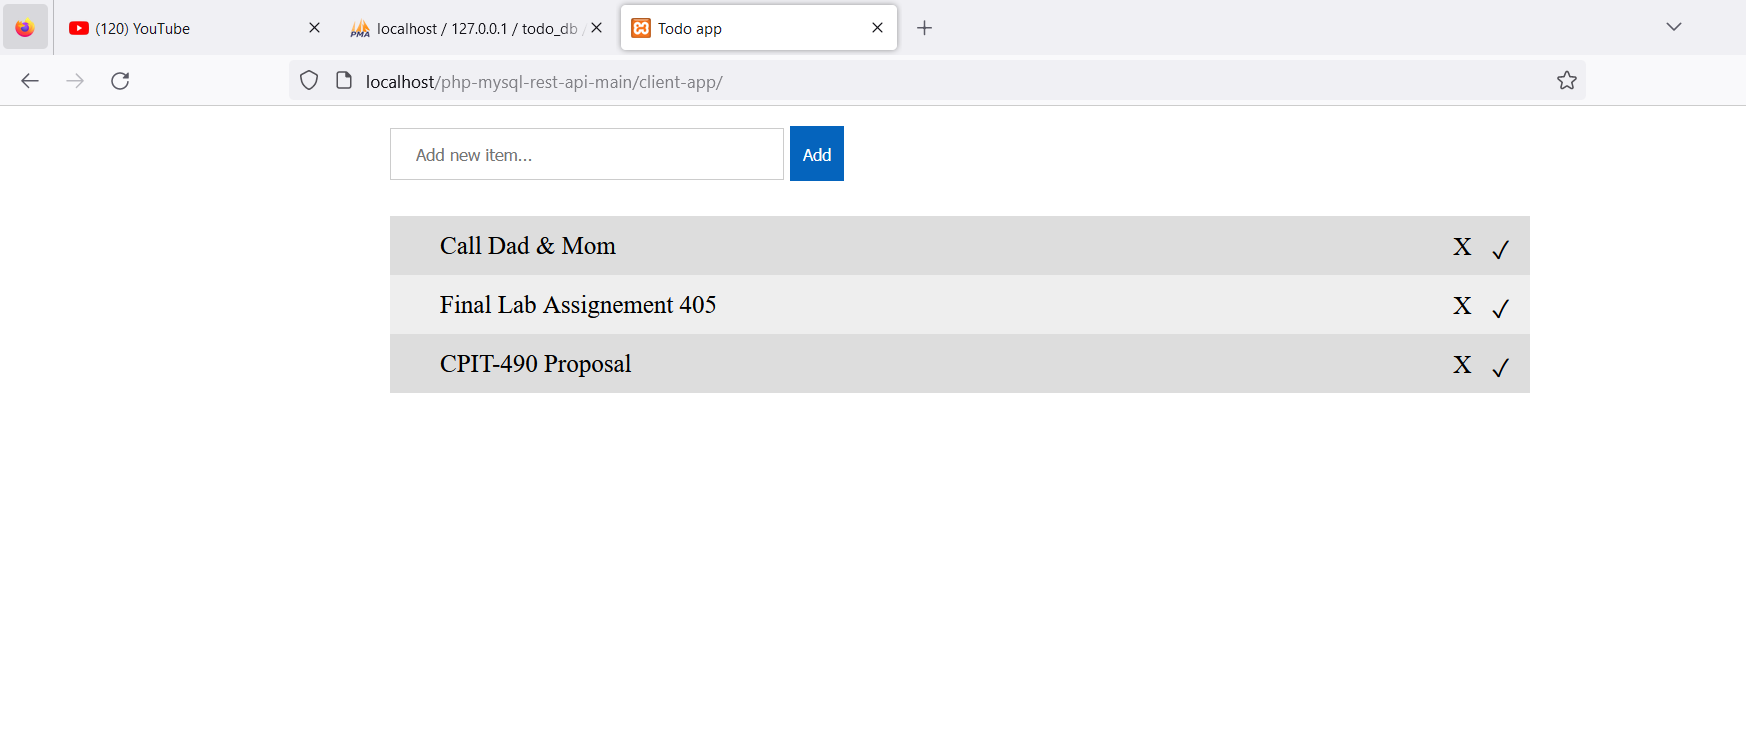 (120) YouTube
localhost / 127.0.0.1 / todo_db /
Todo app
localhost/php-mysql-rest-api-main/client-app/
Add new item...
Add
Call Dad & Mom X ✓
Final Lab Assignement 405 X ✓
CPIT-490 Proposal X ✓